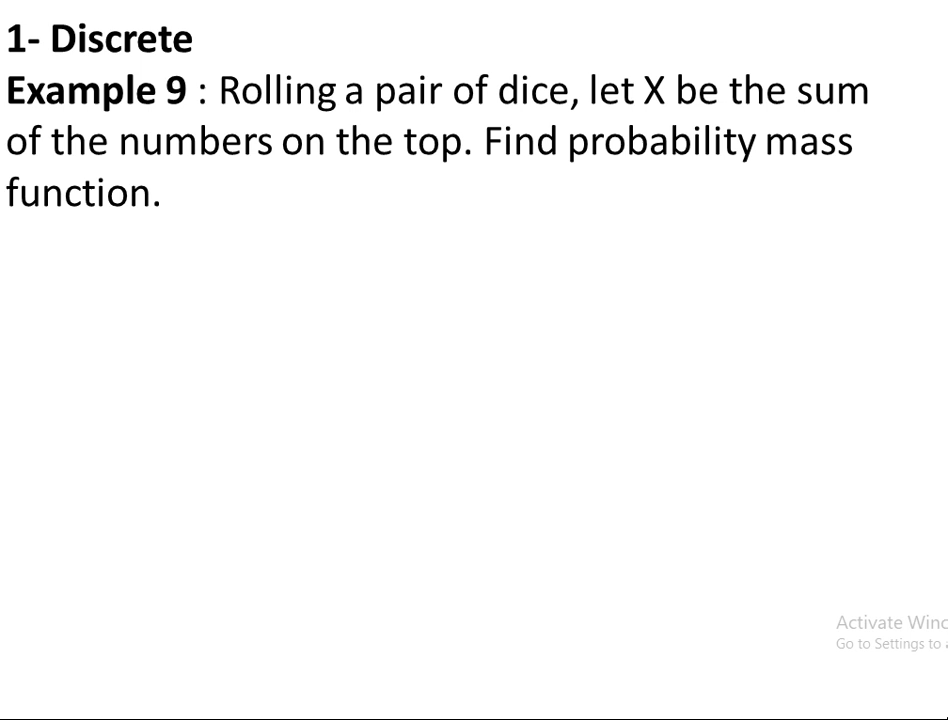 1- Discrete
Example 9 : Rolling a pair of dice, let X be the sum
of the numbers on the top. Find probability mass
function.
Activate Winc
Go to Settings to